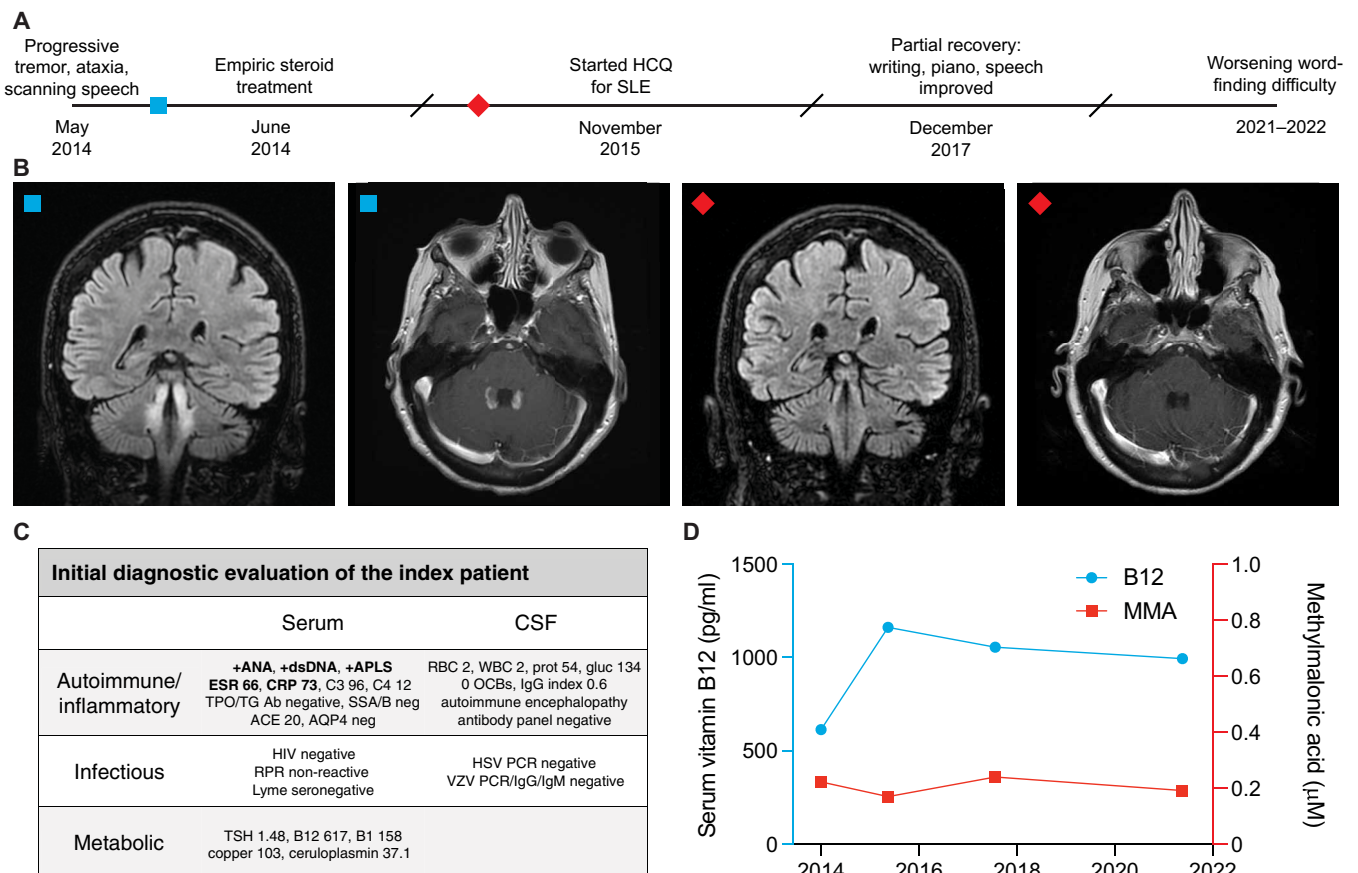 A
Progressive
tremor, ataxia,
scanning speech
Empiric steroid
treatment
Started HCQ
for SLE
Partial recovery:
writing, piano, speech
improved
Worsening word-
finding difficulty
May
2014
June
2014
November
2015
December
2017
2021–2022
B
C
Initial diagnostic evaluation of the index patient
Serum
CSF
Autoimmune/
inflammatory
+ANA, +dsDNA, +APLS
ESR 66, CRP 73, C3 96, C4 12
TPO/TG Ab negative, SSA/B neg
ACE 20, AQP4 neg
RBC 2, WBC 2, prot 54, gluc 134
0 OCBs, IgG index 0.6
autoimmune encephalopathy
antibody panel negative
Infectious
HIV negative
RPR non-reactive
Lyme seronegative
HSV PCR negative
VZV PCR/IgG/IgM negative
Metabolic
TSH 1.48, B12 617, B1 158
copper 103, ceruloplasmin 37.1
D
Serum vitamin B12 (pg/ml)
1500
1000
500
0
B12
MMA
1.0
0.8
0.6
0.4
0.2
0
Methylmalonic acid (μM)
2014
2016
2018
2020
2022